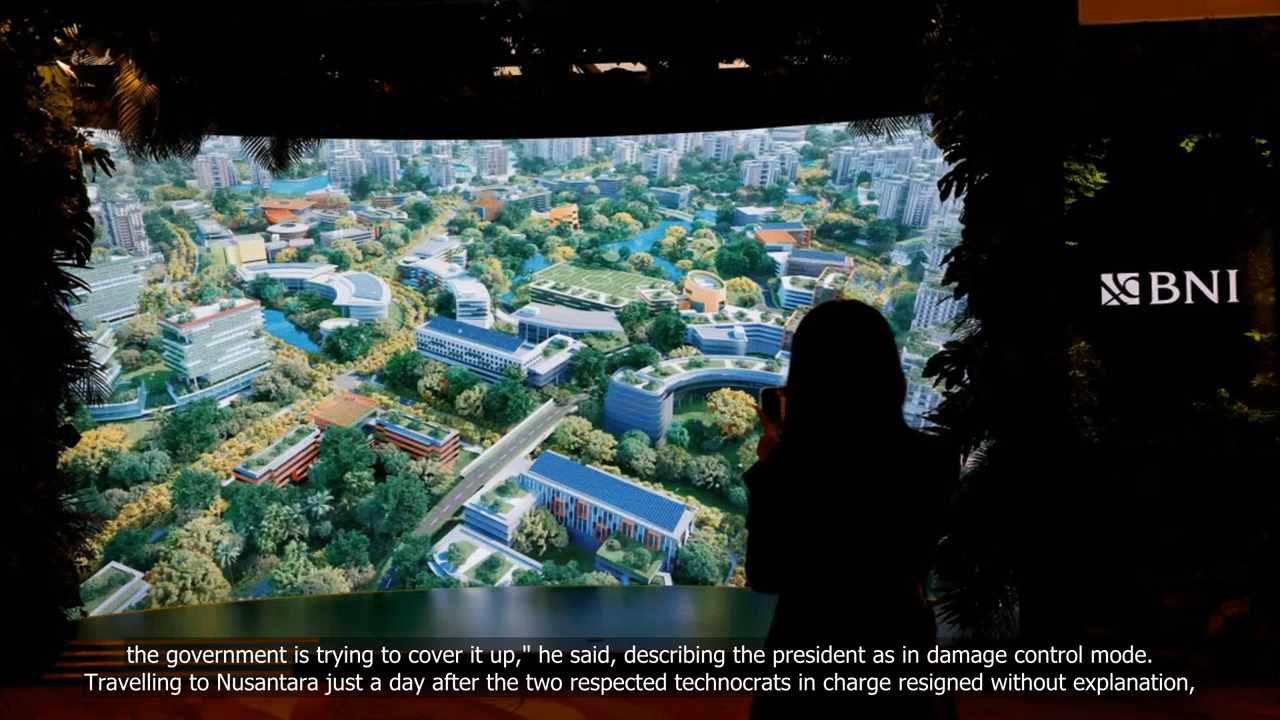 BNI
the government is trying to cover it up," he said, describing the president as in damage control mode.
Travelling to Nusantara just a day after the two respected technocrats in charge resigned without explanation,